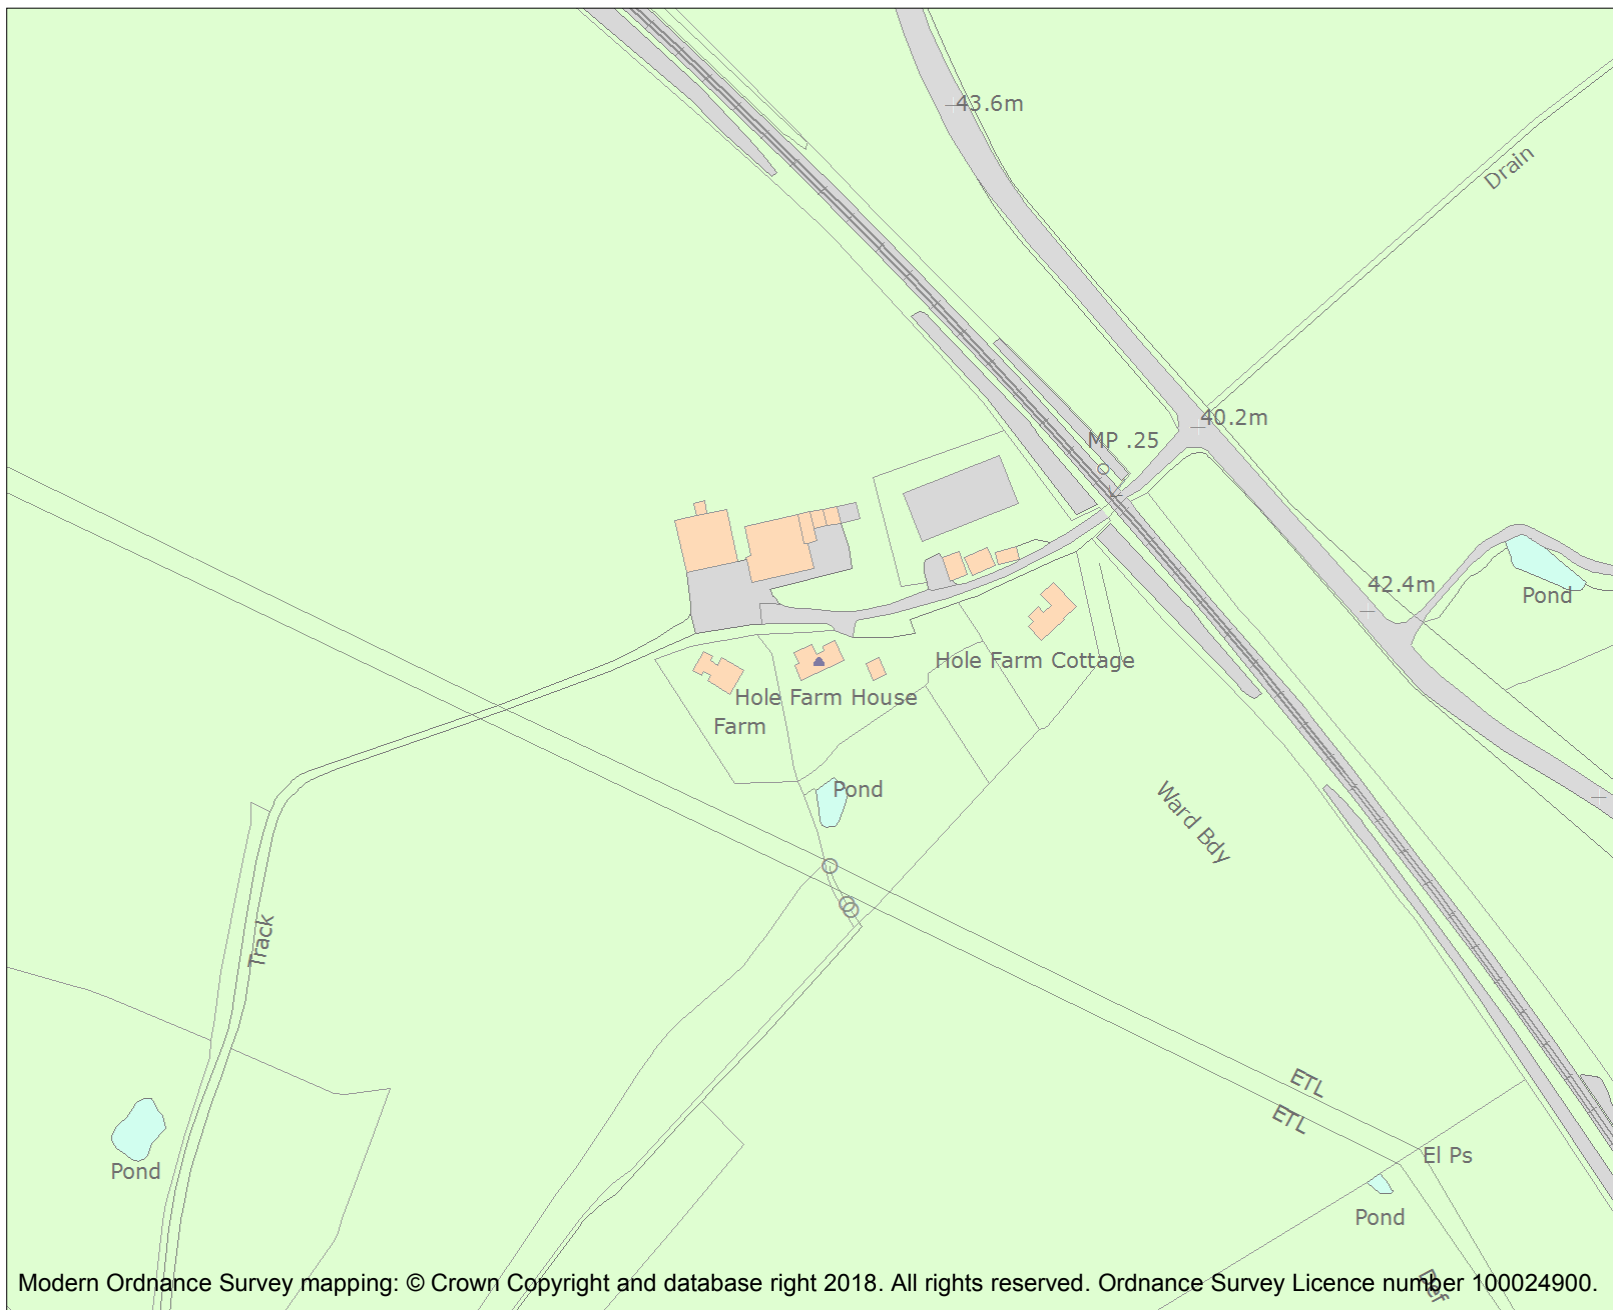 43.6m
Drain
40.2m
MP .25
42.4m
Pond
Hole Farm Cottage
Hole Farm House
Farm
Pond
Ward Bdy
Track
ETL
ETL
El Ps
Pond
Pond
Def
Modern Ordnance Survey mapping: © Crown Copyright and database right 2018. All rights reserved. Ordnance Survey Licence number 100024900.